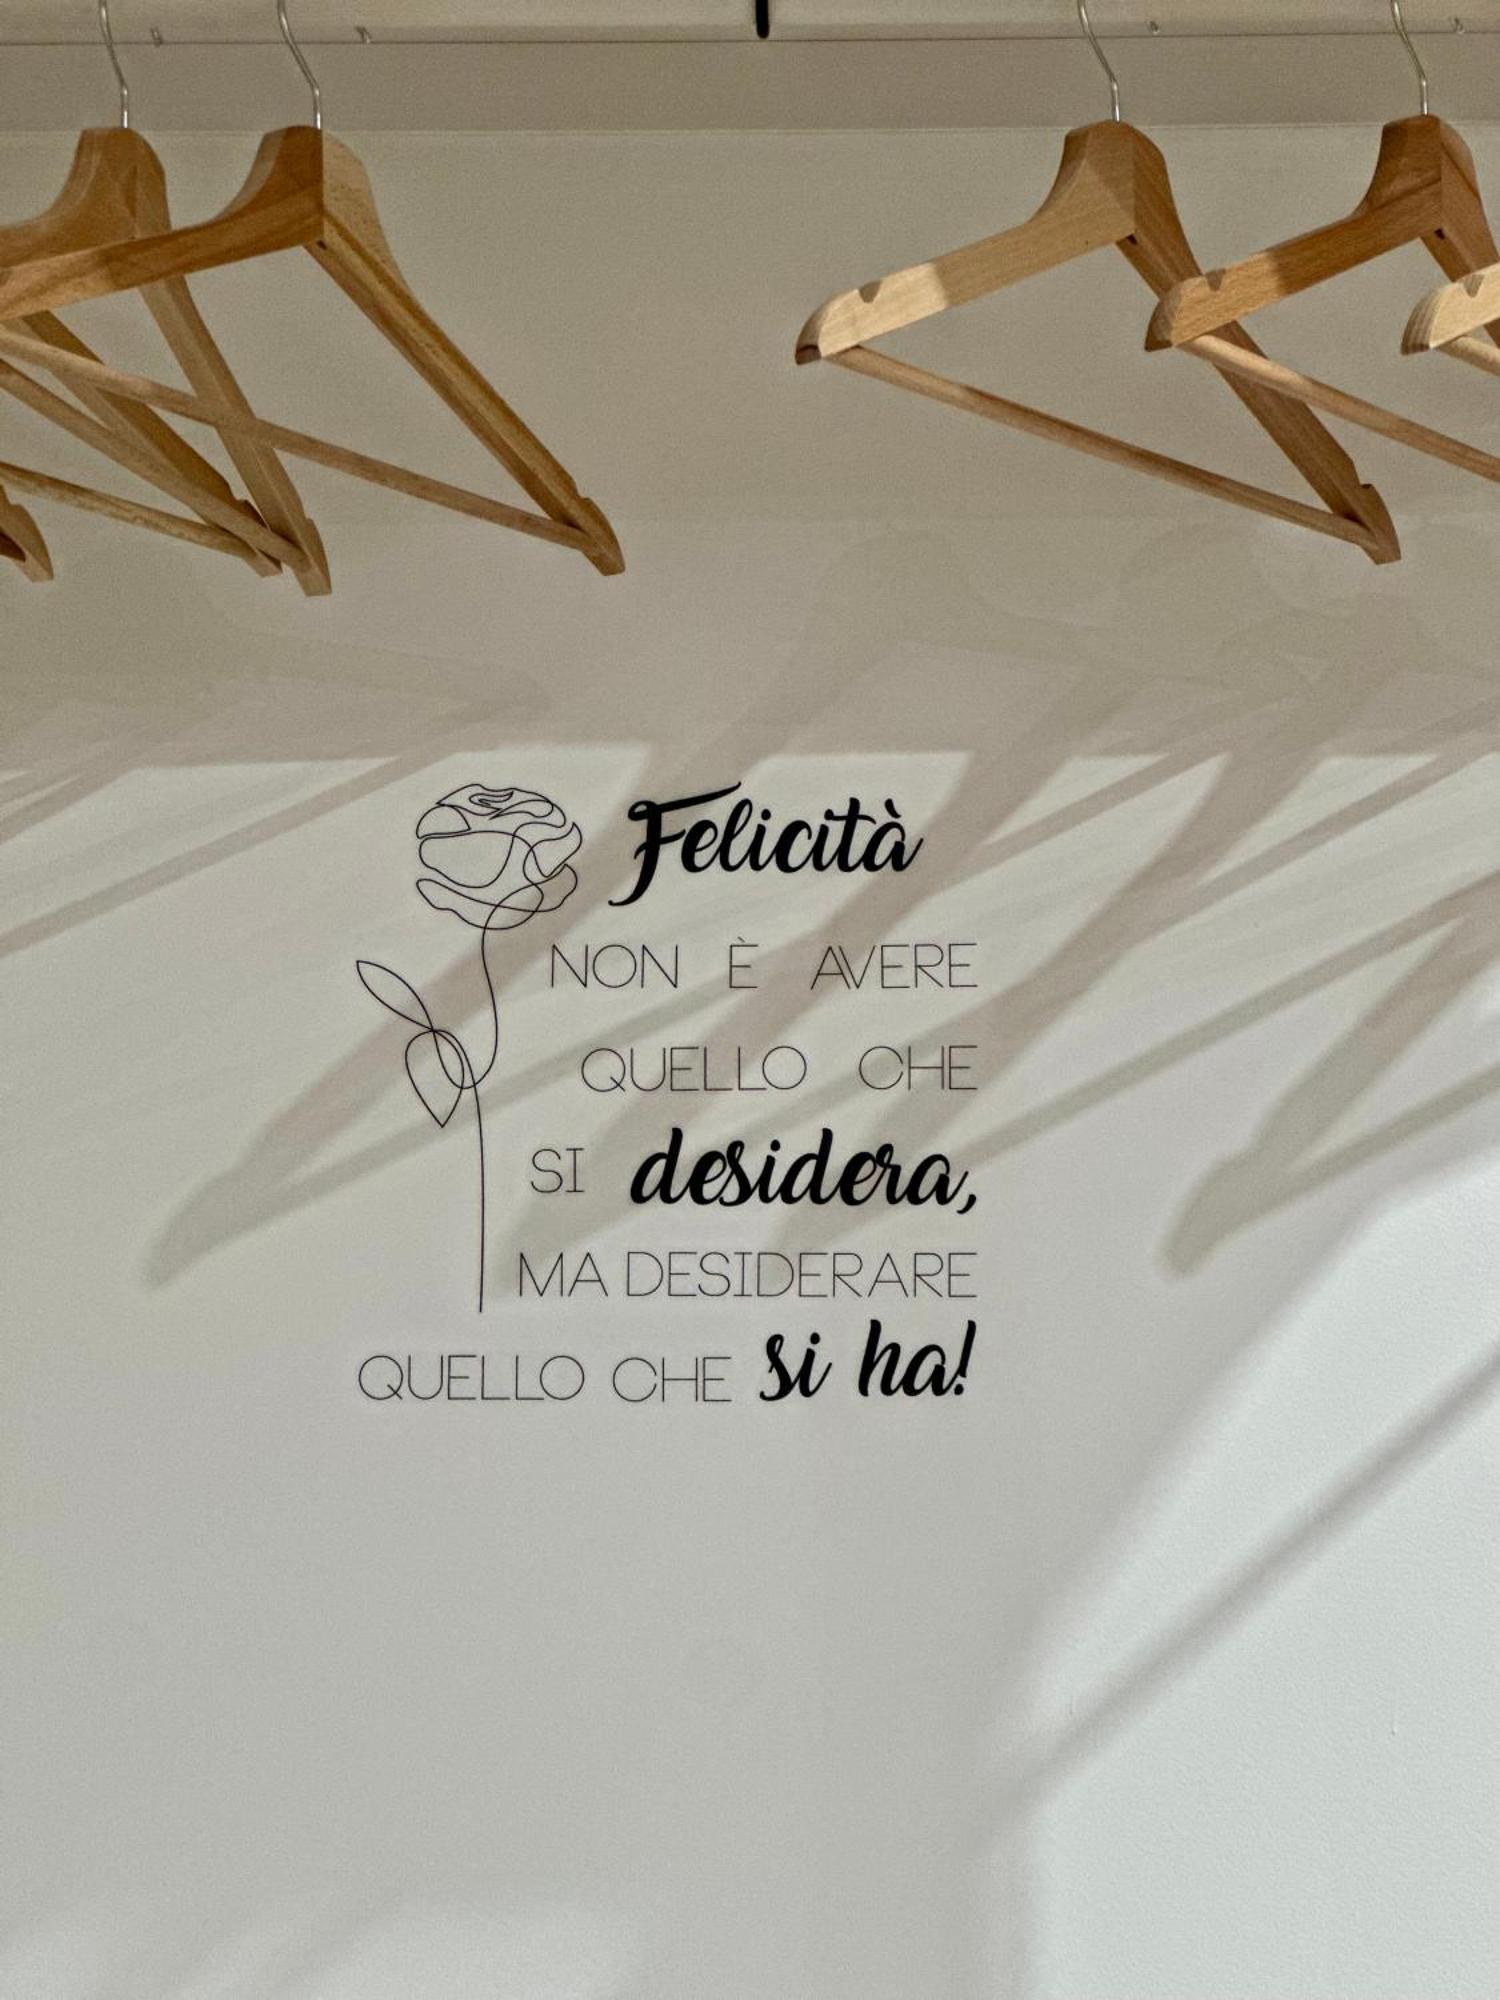 Felicità
NON È AVERE
QUELLO CHE
SI desidera,
MA DESIDERARE
QUELLO CHE si ha!